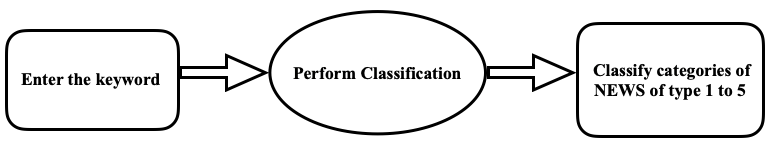 Enter the keyword
Perform Classification
Classify categories of
NEWS of type 1 to 5